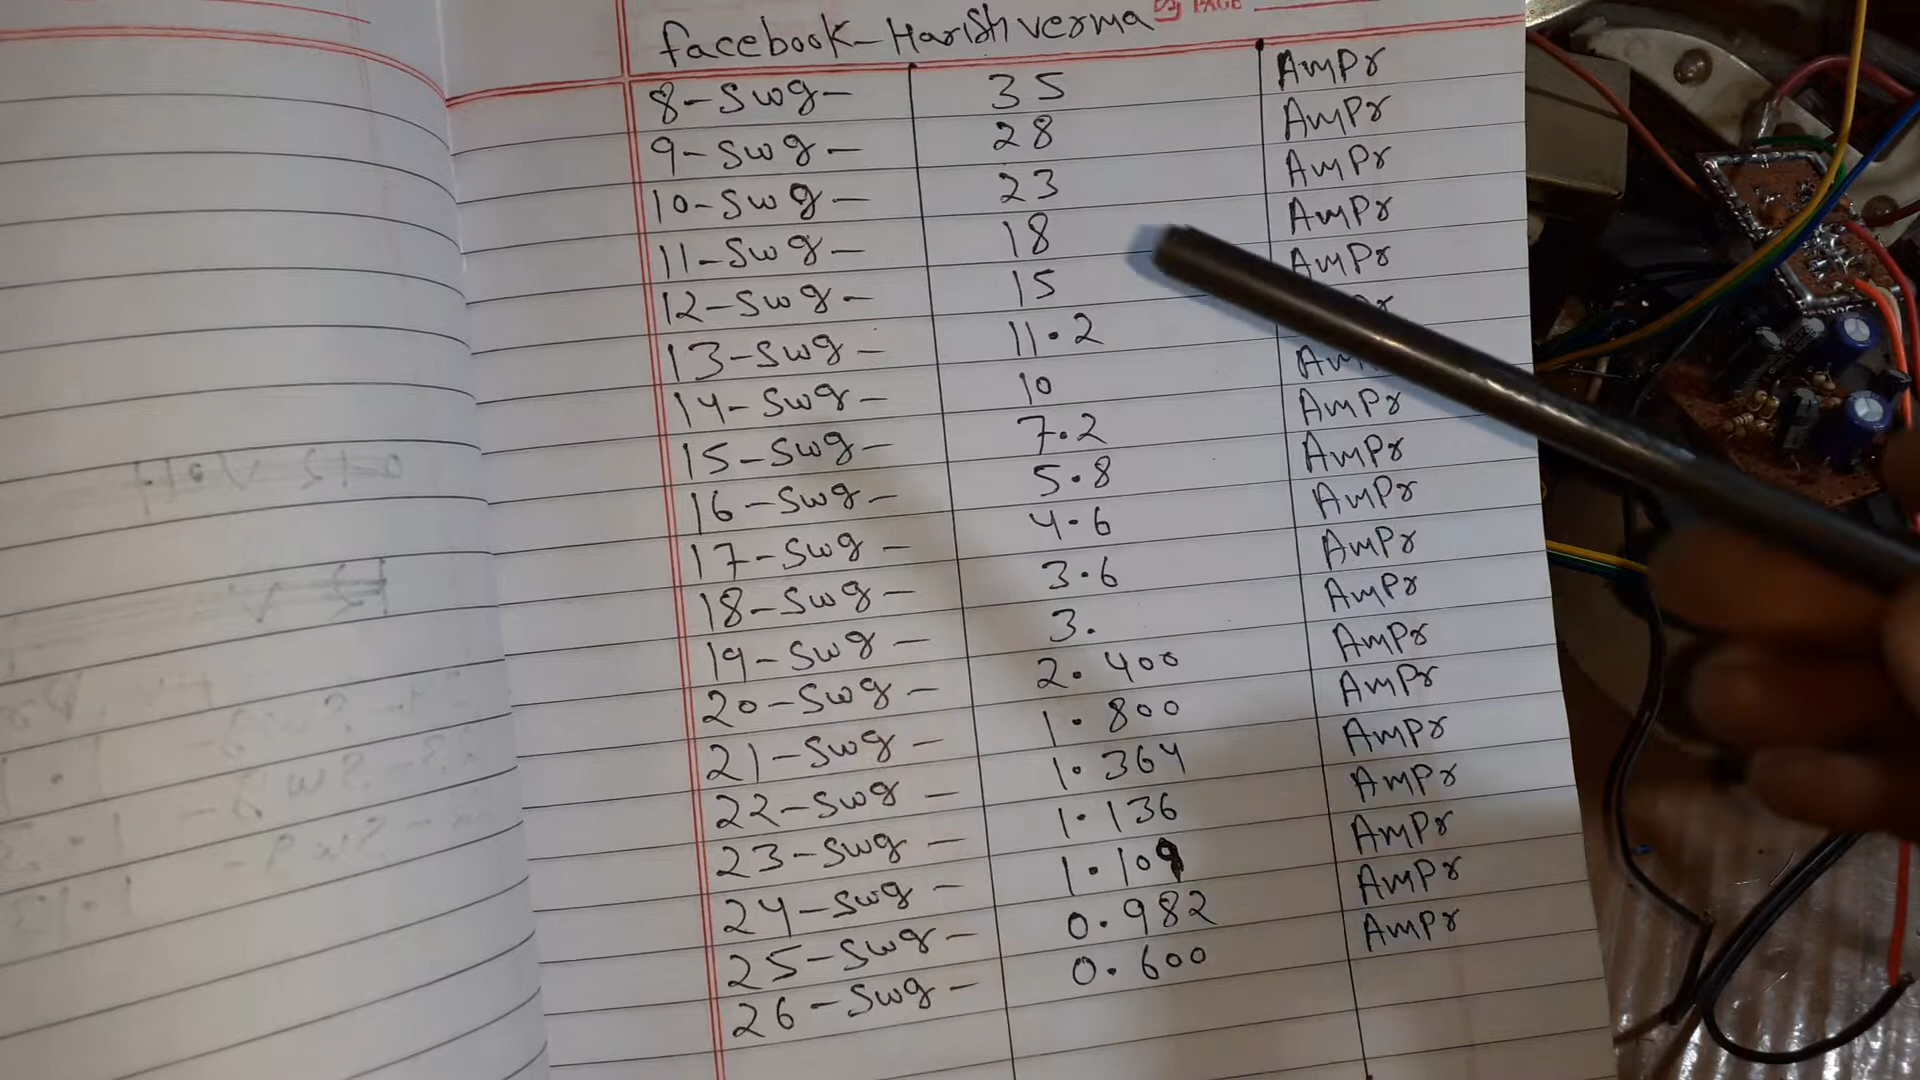 PAGE
facebook-Harish verma
8-Swg- 35 AmPr
9-Swg- 28 AmPr
10-Swg- 23 AmPr
11-Swg- 18 AmPr
12-Swg- 15 AmPr
13-Swg- 11.2
14-Swg- 10
15-Swg- 7.2 AmPr
16-Swg- 5.8 AmPr
17-Swg- 4.6 AmPr
18-Swg- 3.6 AmPr
19-Swg- 3. AmPr
20-Swg- 2.400 AmPr
21-Swg- 1.800 AmPr
22-Swg- 1.364 AmPr
23-Swg- 1.136 AmPr
24-Swg- 1.109 AmPr
25-Swg- 0.982 AmPr
26-Swg- 0.600 AmPr